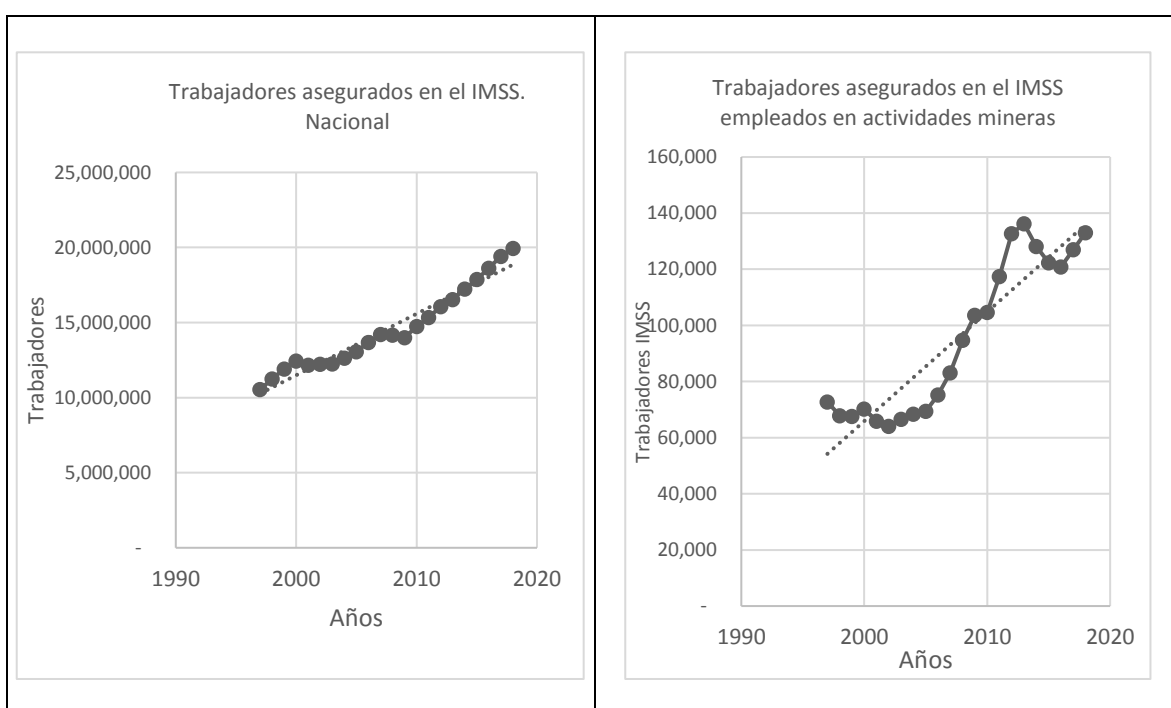 Trabajadores asegurados en el IMSS.
Nacional
25,000,000
20,000,000
15,000,000
10,000,000
5,000,000
-
1990 2000 2010 2020
Trabajadores
Años
Trabajadores asegurados en el IMSS
empleados en actividades mineras
160,000
140,000
120,000
100,000
80,000
60,000
40,000
20,000
-
1990 2000 2010 2020
Trabajadores IMSS
Años